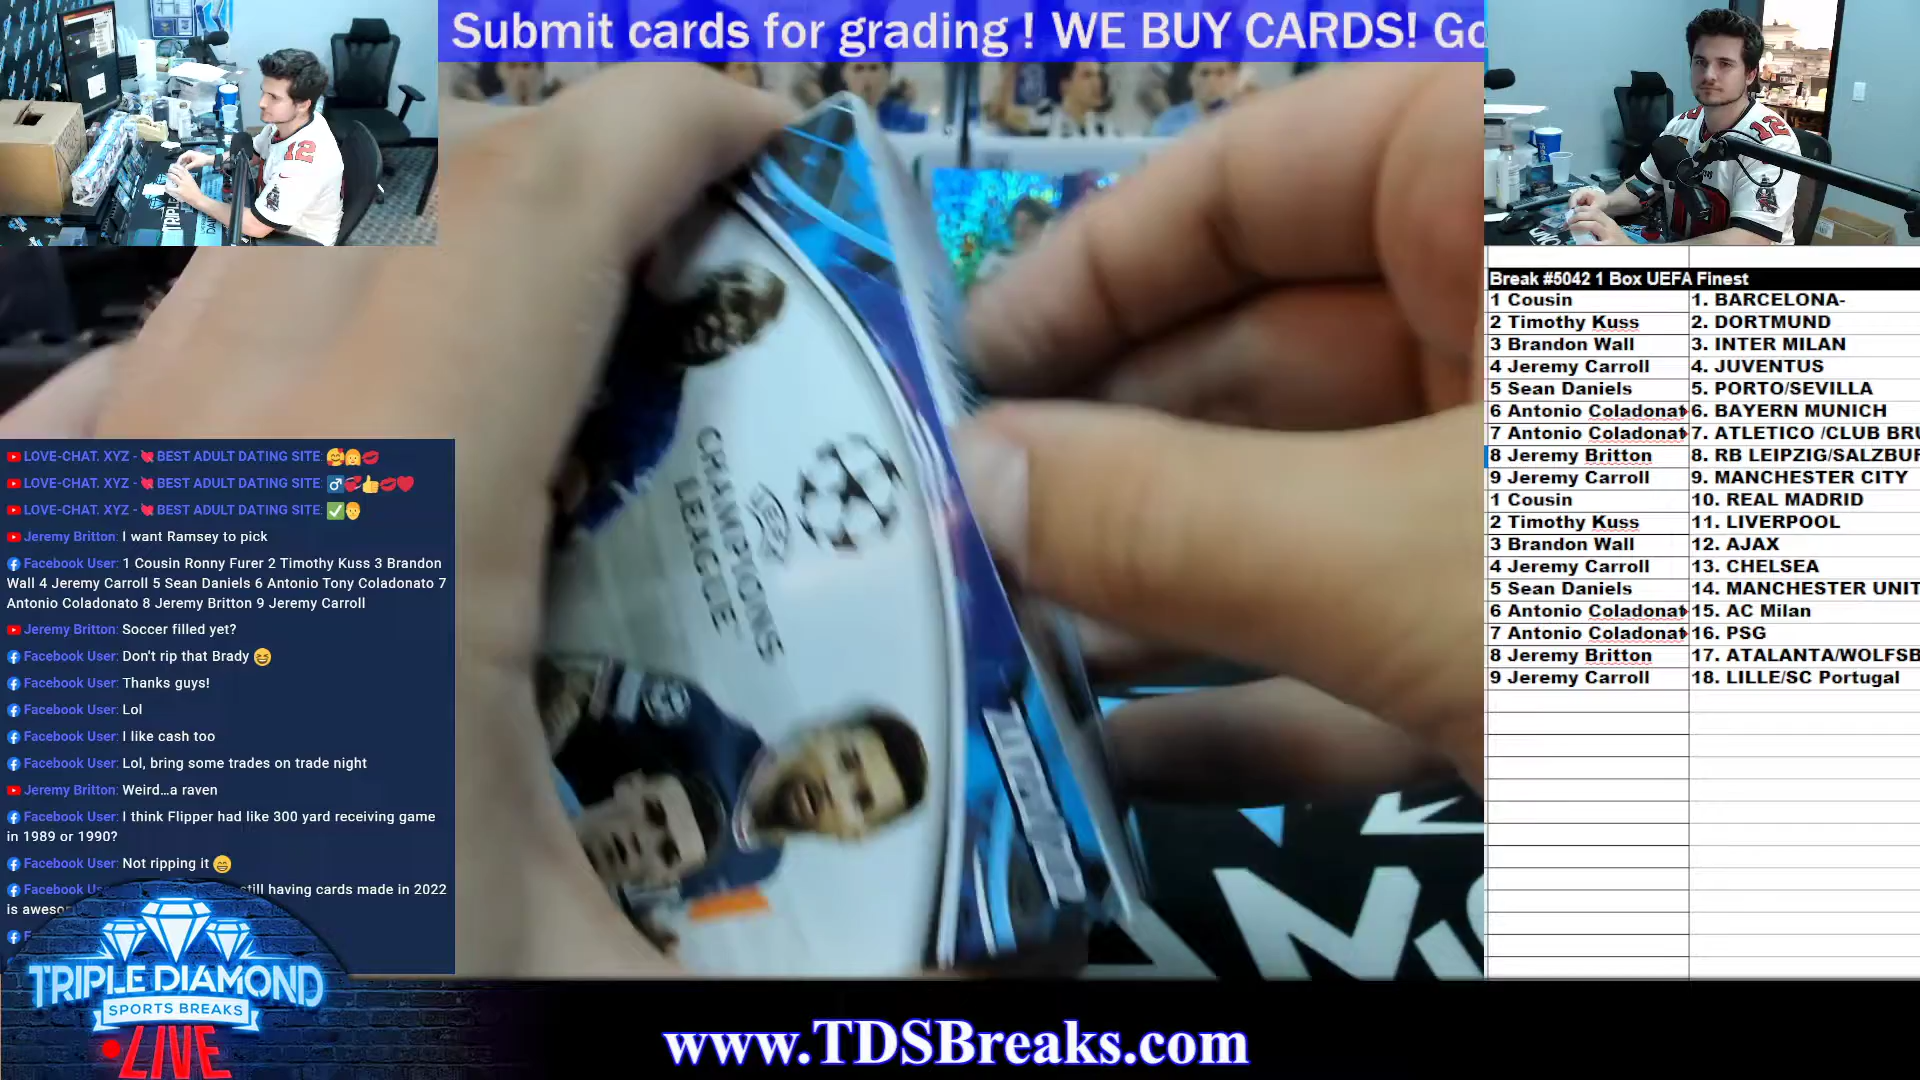 Submit cards for grading ! WE BUY CARDS! Go
12
12
CHAMPIONS
LEAGUE
Break #5042 1 Box UEFA Finest
1 Cousin 1. BARCELONA-
2 Timothy Kuss 2. DORTMUND
3 Brandon Wall 3. INTER MILAN
4 Jeremy Carroll 4. JUVENTUS
5 Sean Daniels 5. PORTO/SEVILLA
6 Antonio Coladonat 6. BAYERN MUNICH
7 Antonio Coladonat 7. ATLETICO /CLUB BRU
8 Jeremy Britton 8. RB LEIPZIG/SALZBUR
9 Jeremy Carroll 9. MANCHESTER CITY
1 Cousin 10. REAL MADRID
2 Timothy Kuss 11. LIVERPOOL
3 Brandon Wall 12. AJAX
4 Jeremy Carroll 13. CHELSEA
5 Sean Daniels 14. MANCHESTER UNIT
6 Antonio Coladonat 15. AC Milan
7 Antonio Coladonat 16. PSG
8 Jeremy Britton 17. ATALANTA/WOLFSB
9 Jeremy Carroll 18. LILLE/SC Portugal
LOVE-CHAT. XYZ - 💘 BEST ADULT DATING SITE: 🥰👩💋
LOVE-CHAT. XYZ - 💘 BEST ADULT DATING SITE: ♂️💞👍💋❤️
LOVE-CHAT. XYZ - 💘 BEST ADULT DATING SITE: ✅👨
Jeremy Britton: I want Ramsey to pick
Facebook User: 1 Cousin Ronny Furer 2 Timothy Kuss 3 Brandon
Wall 4 Jeremy Carroll 5 Sean Daniels 6 Antonio Tony Coladonato 7
Antonio Coladonato 8 Jeremy Britton 9 Jeremy Carroll
Jeremy Britton: Soccer filled yet?
Facebook User: Don't rip that Brady 😆
Facebook User: Thanks guys!
Facebook User: Lol
Facebook User: I like cash too
Facebook User: Lol, bring some trades on trade night
Jeremy Britton: Weird...a raven
Facebook User: I think Flipper had like 300 yard receiving game
in 1989 or 1990?
Facebook User: Not ripping it 😁
Facebook still having cards made in 2022
is
TRIPLE DIAMOND
SPORTS BREAKS
LIVE
www.TDSBreaks.com